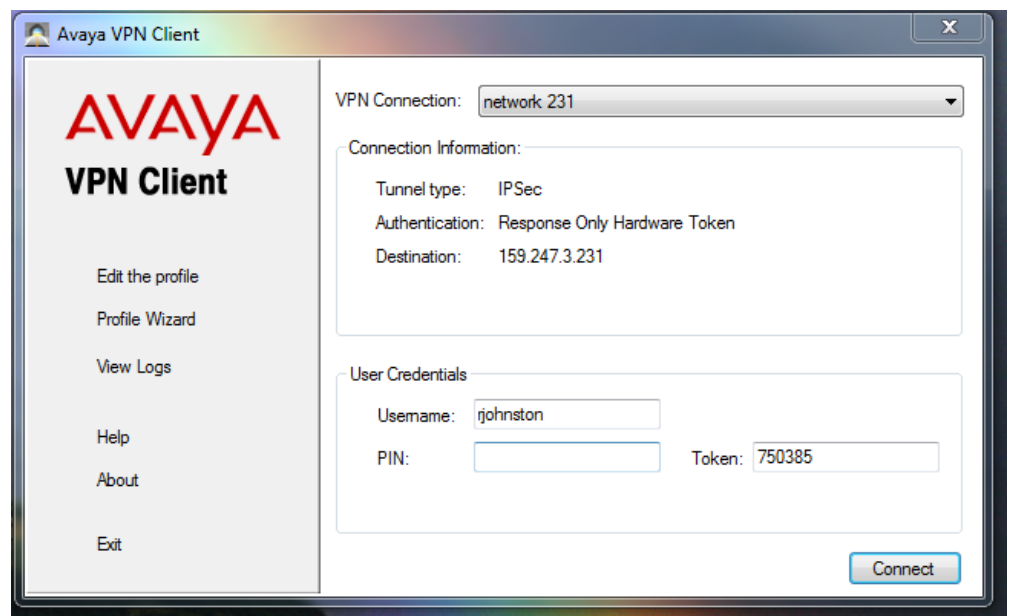 Avaya VPN Client
x
AVAYA
VPN Client
Edit the profile
Profile Wizard
View Logs
Help
About
Exit
VPN Connection: network 231
Connection Information:
Tunnel type: IPSec
Authentication: Response Only Hardware Token
Destination: 159.247.3.231
User Credentials
Username: rjohnston
PIN: Token: 750385
Connect